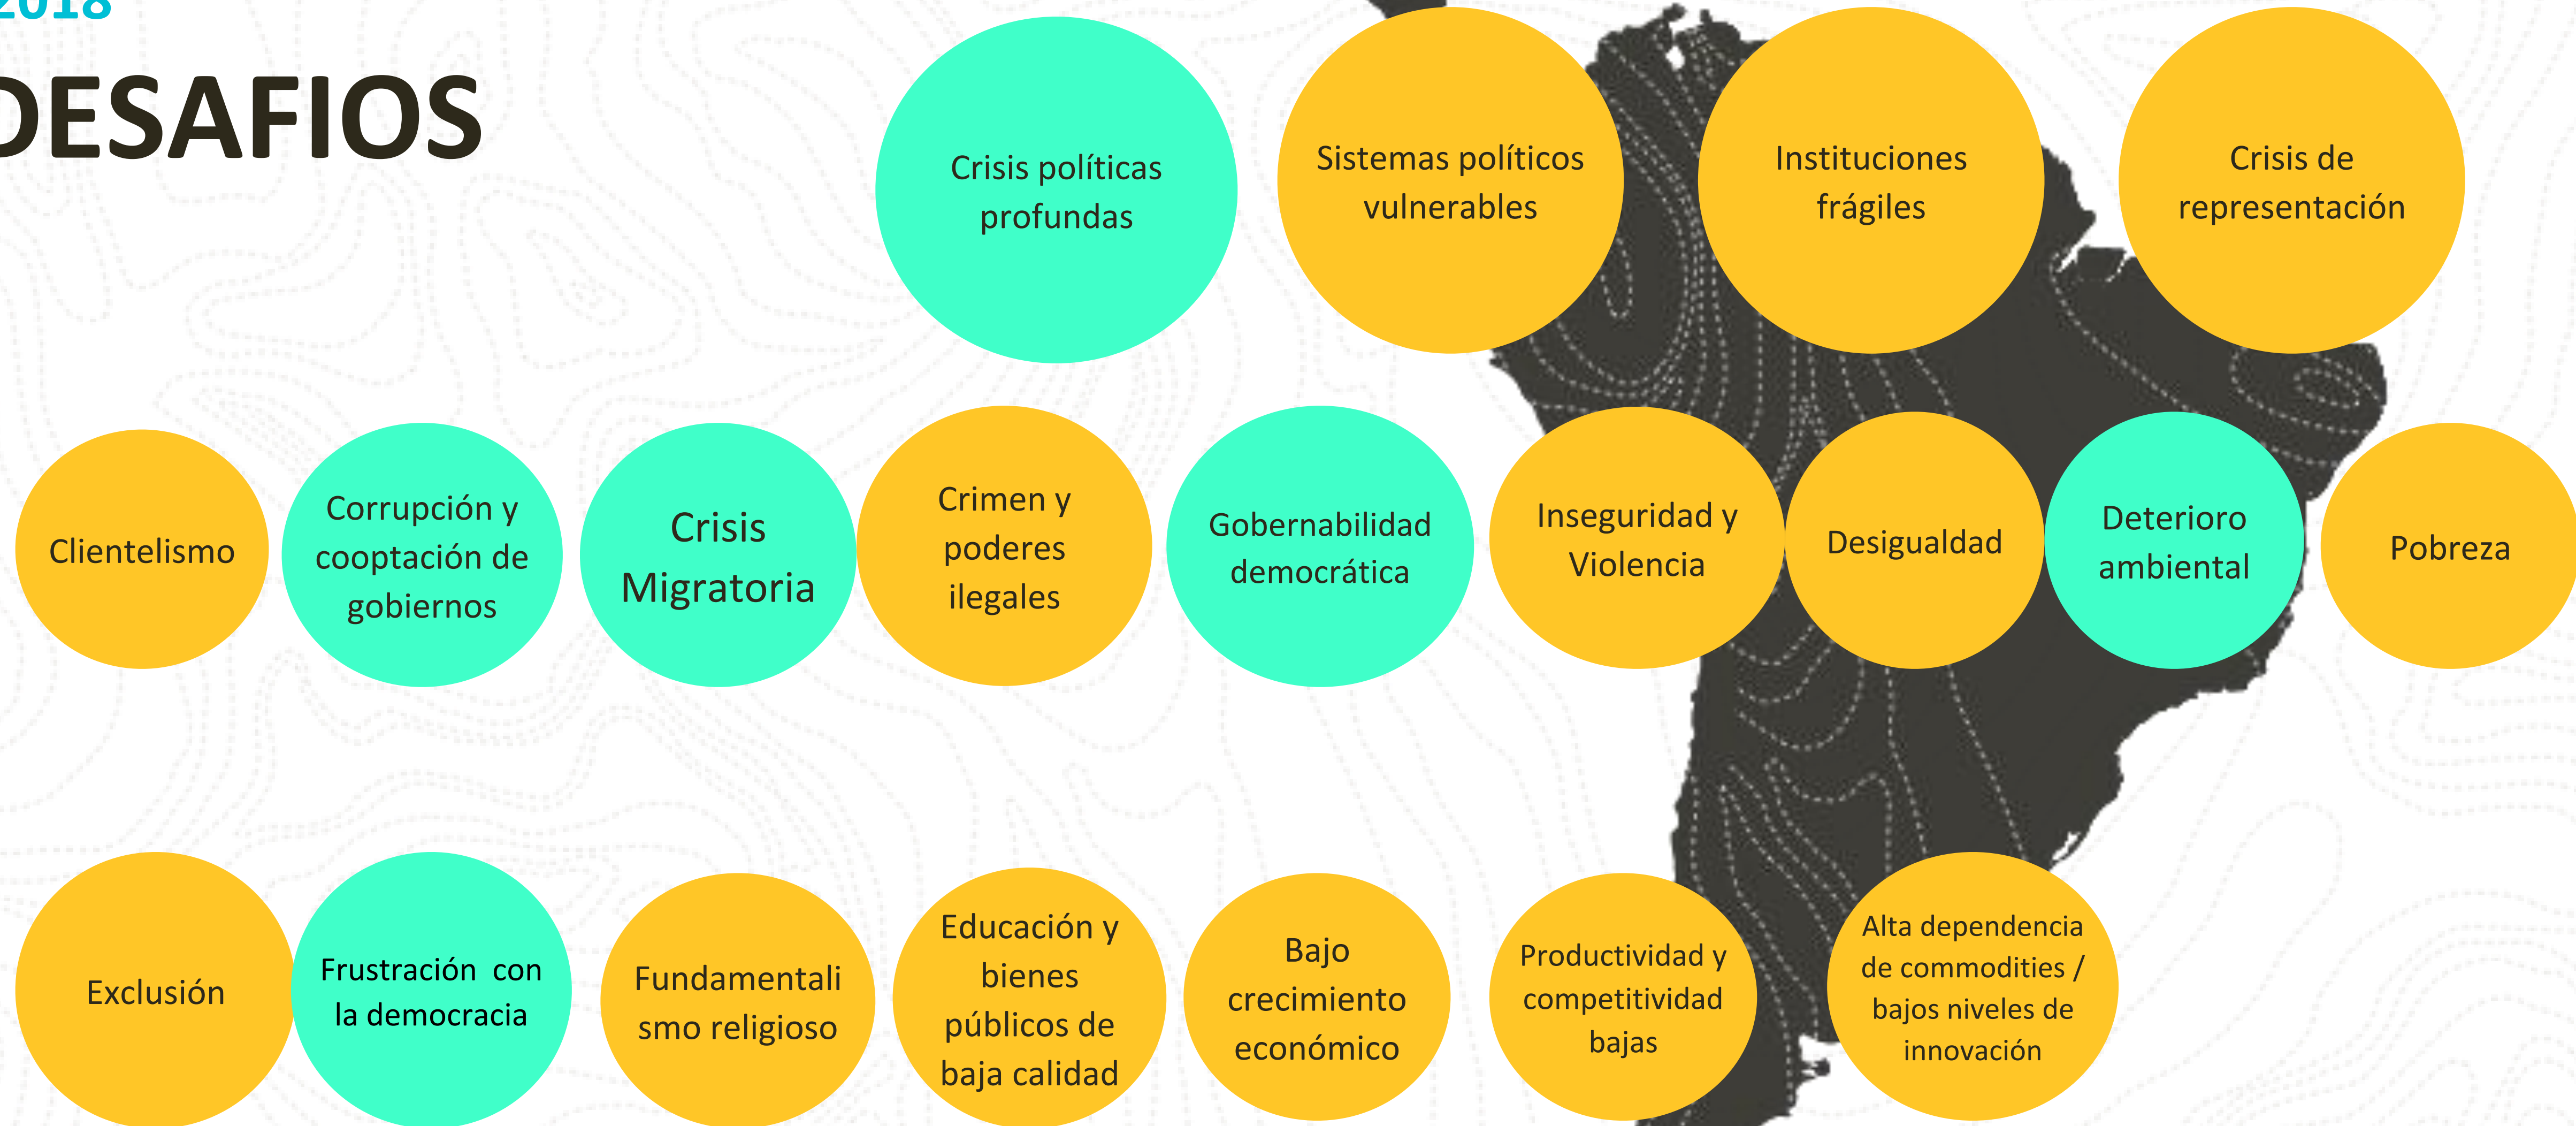 2018
DESAFIOS
Crisis políticas
profundas
Sistemas políticos
vulnerables
Instituciones
frágiles
Crisis de
representación
Clientelismo
Corrupción y
cooptación de
gobiernos
Crisis
Migratoria
Crimen y
poderes
ilegales
Gobernabilidad
democrática
Inseguridad y
Violencia
Desigualdad
Deterioro
ambiental
Pobreza
Exclusión
Frustración con
la democracia
Fundamentali
smo religioso
Educación y
bienes
públicos de
baja calidad
Bajo
crecimiento
económico
Productividad y
competitividad
bajas
Alta dependencia
de commodities /
bajos niveles de
innovación